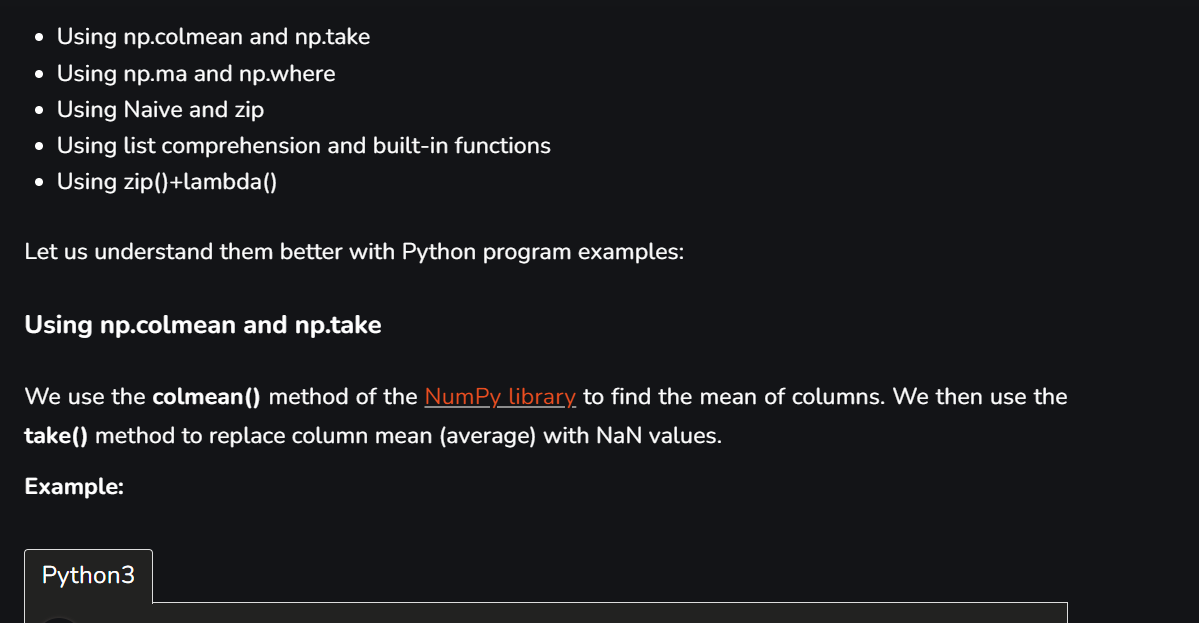 Using np.colmean and np.take
Using np.ma and np.where
Using Naive and zip
Using list comprehension and built-in functions
Using zip()+lambda()
Let us understand them better with Python program examples:
Using np.colmean and np.take
We use the colmean() method of the NumPy library to find the mean of columns. We then use the
take() method to replace column mean (average) with NaN values.
Example:
Python3